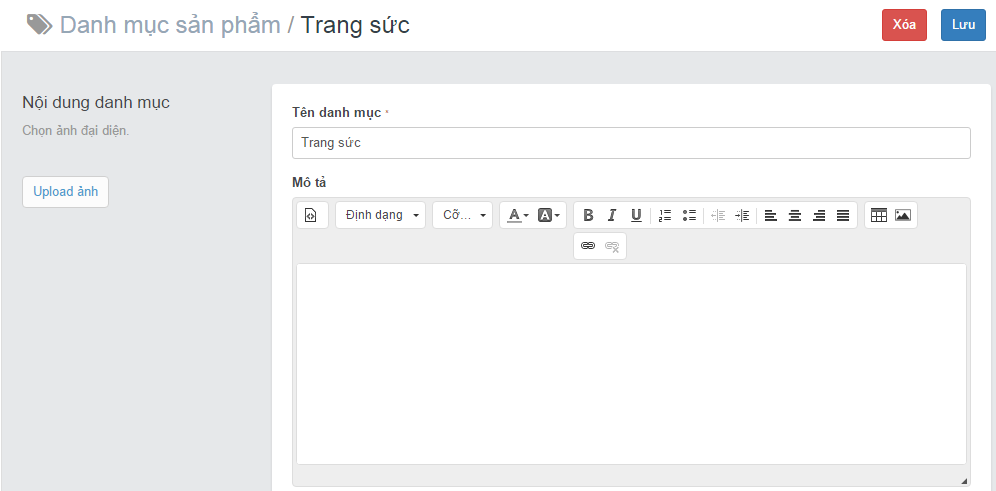 Danh mục sản phẩm / Trang sức
Xóa
Lưu
Nội dung danh mục
Chọn ảnh đại diện.
Upload ảnh
Tên danh mục *
Trang sức
Mô tả
Định dạng
Cỡ...
A
A
B I U